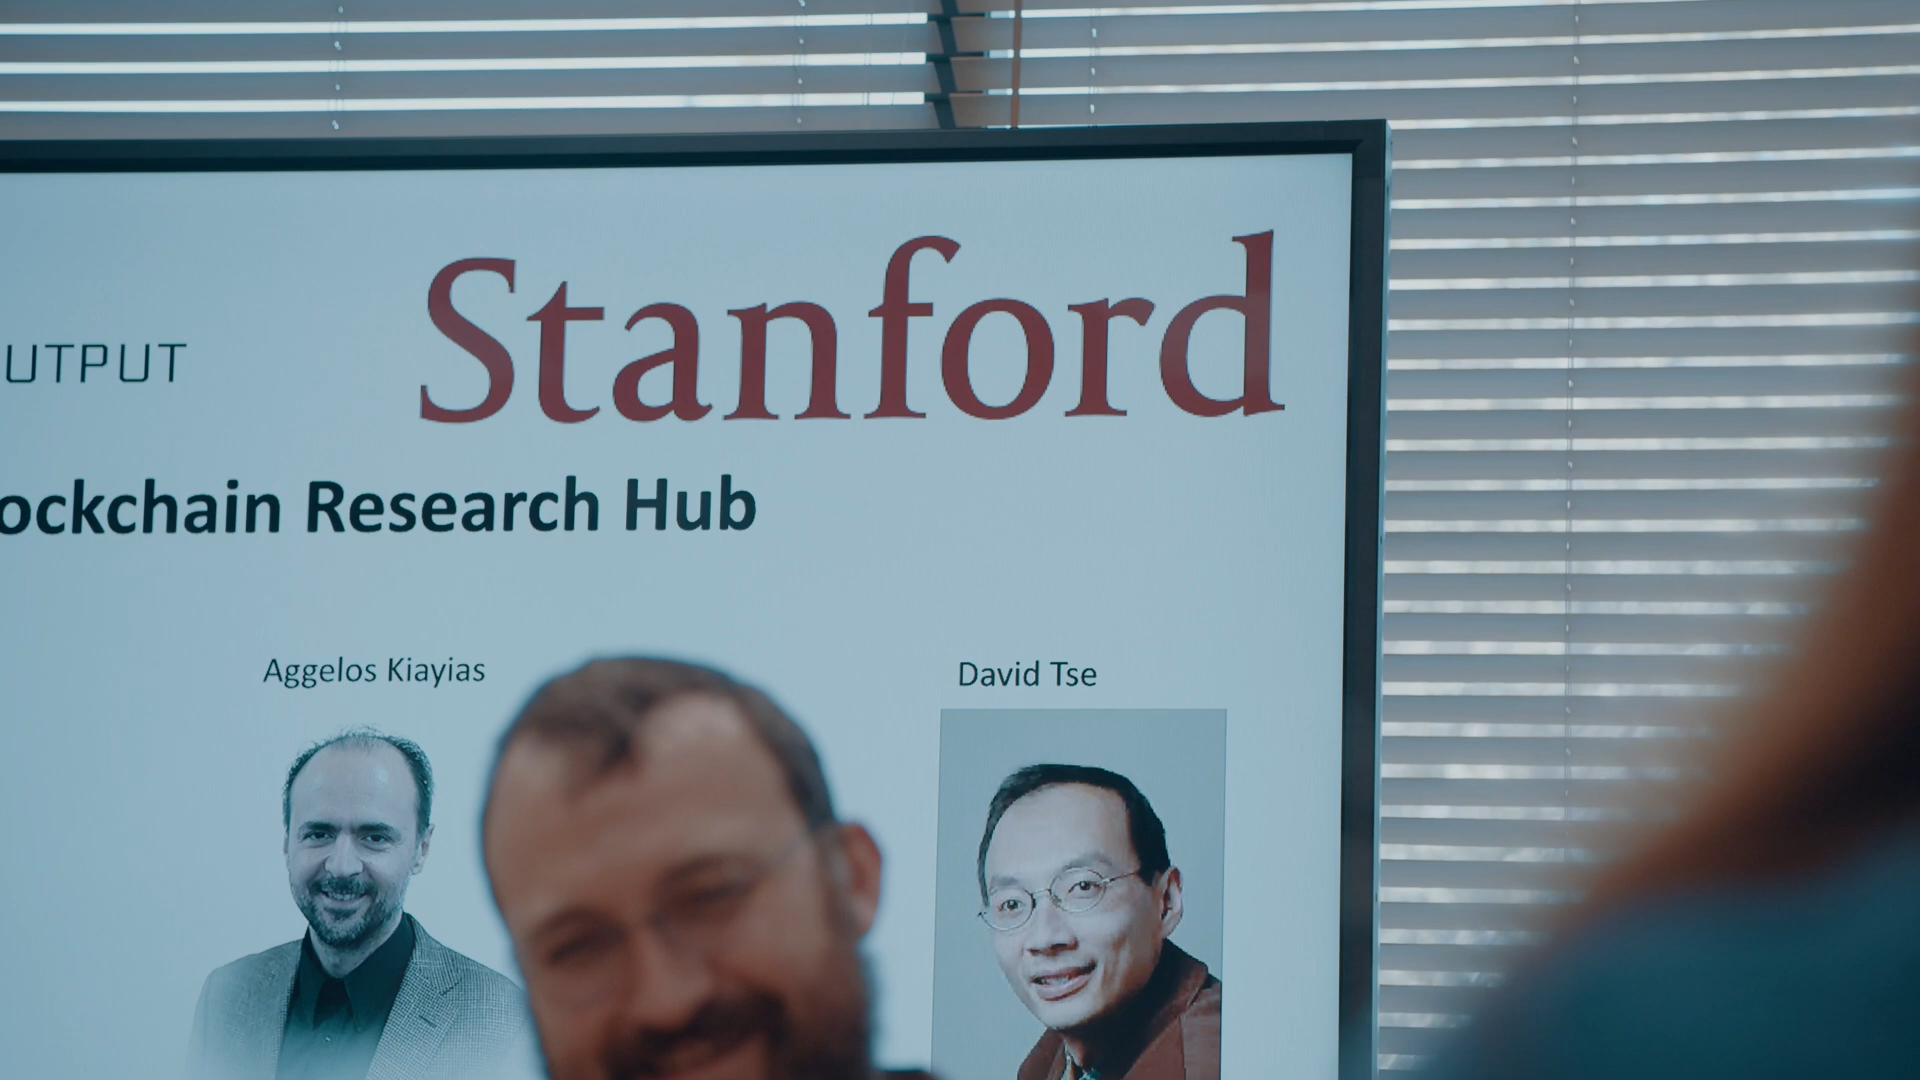 UTPUT
Stanford
ockchain Research Hub
Aggelos Kiayias
David Tse